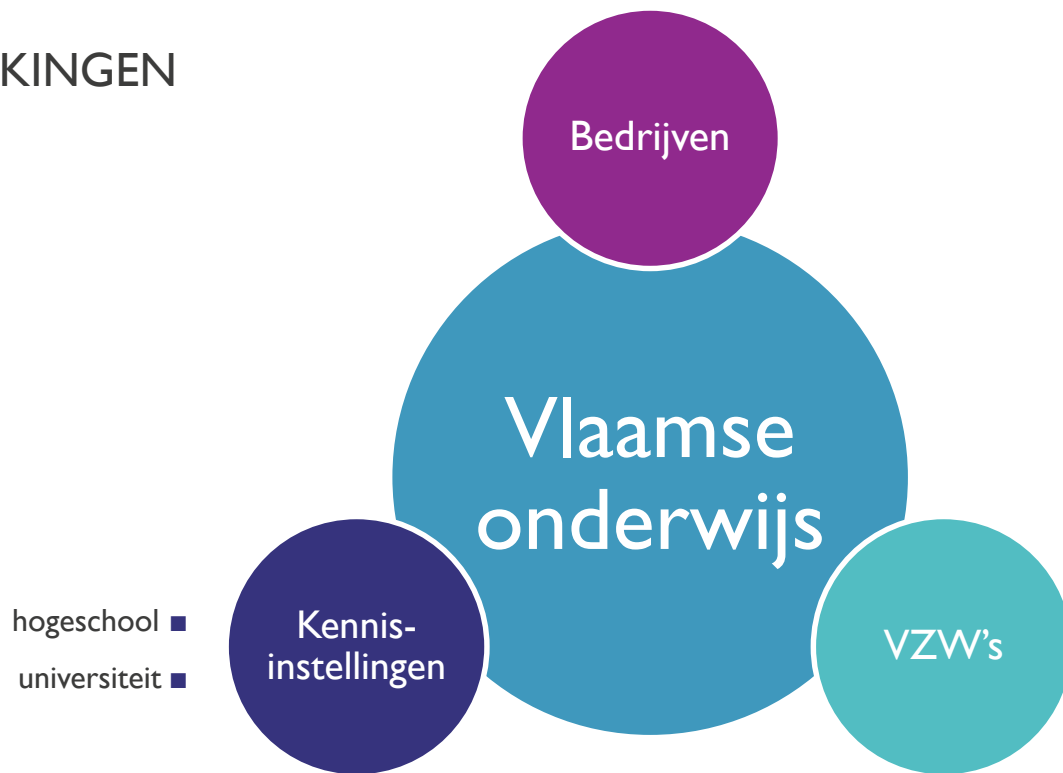 KINGEN
Bedrijven
Vlaamse
onderwijs
hogeschool
universiteit
Kennis-
instellingen
VZW's